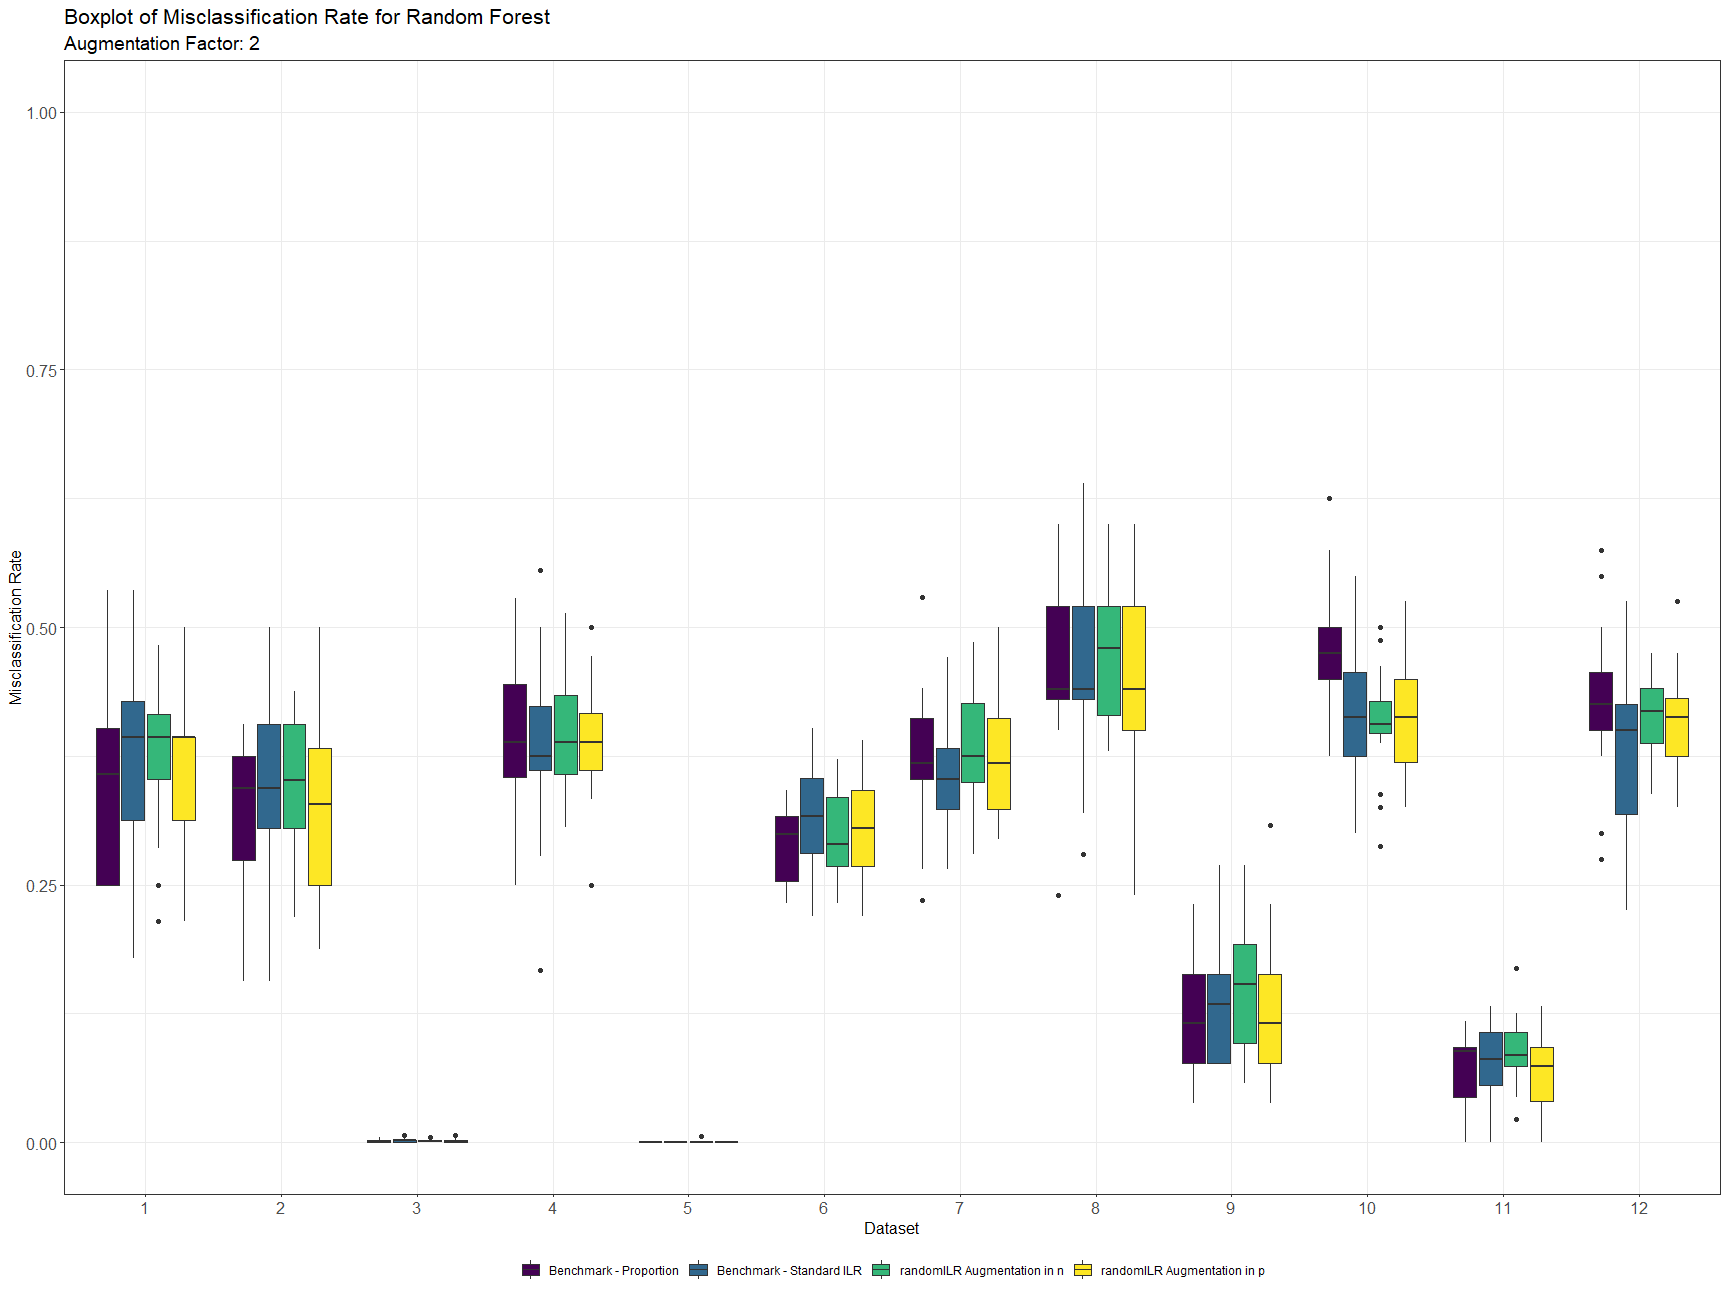 Boxplot of Misclassification Rate for Random Forest
Augmentation Factor: 2
1.00
0.75
0.50
0.25
0.00
Misclassification Rate
1 2 3 4 5 6 7 8 9 10 11 12
Dataset
Benchmark - Proportion Benchmark - Standard ILR randomILR Augmentation in n randomILR Augmentation in p